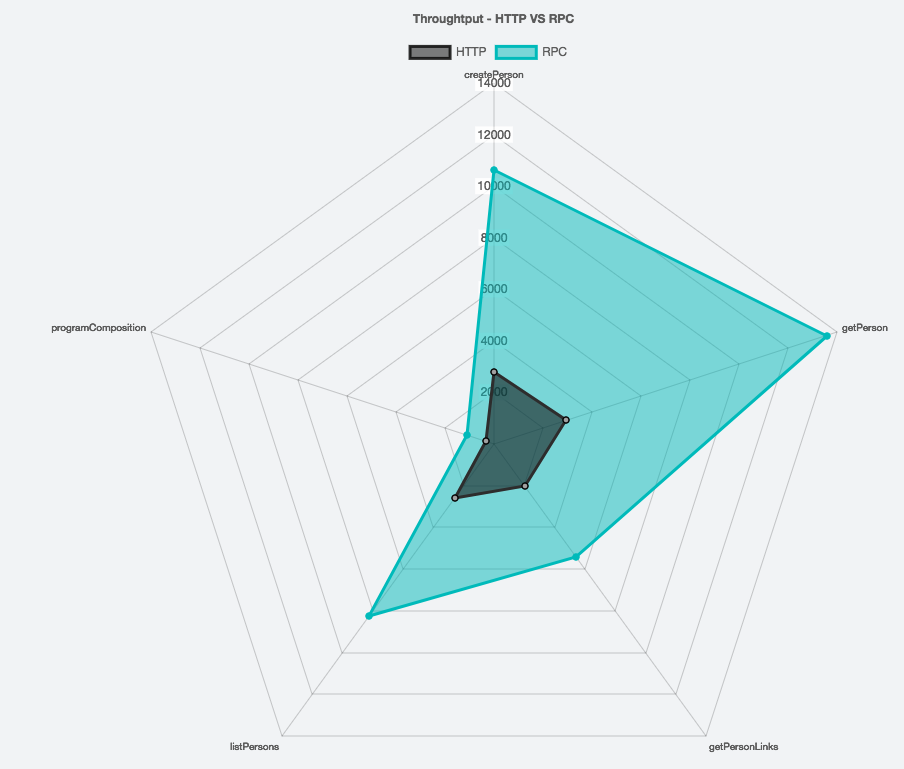 Throughtput - HTTP VS RPC
HTTP RPC
createPerson
14000
12000
10000
8000
6000
4000
2000
programComposition
getPerson
listPersons
getPersonLinks